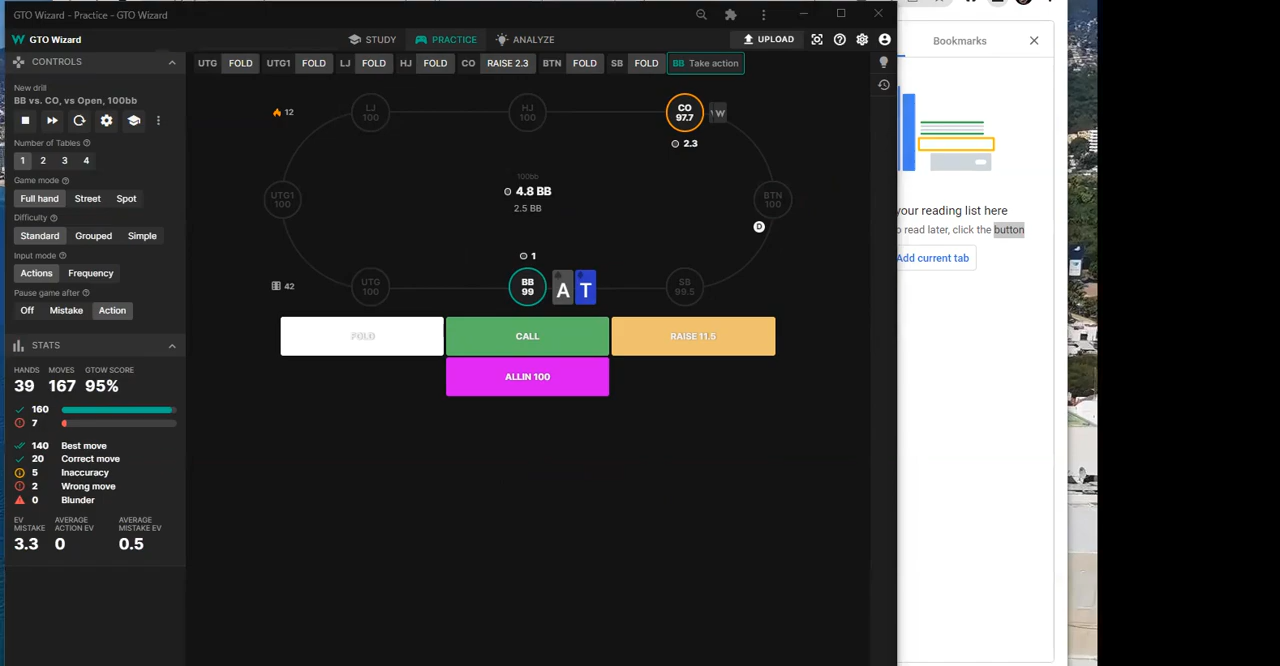 GTO Wizard - Practice - GTO Wizard
GTO Wizard
STUDY
PRACTICE
ANALYZE
UPLOAD
CONTROLS
UTG FOLD UTG1 FOLD LJ FOLD HJ FOLD CO RAISE 2.3 BTN FOLD SB FOLD BB Take action
New drill
BB vs. CO, vs Open, 100bb
Number of Tables
1 2 3 4
Game mode
Full hand Street Spot
Difficulty
Standard Grouped Simple
Input mode
Actions Frequency
Pause game after
Off Mistake Action
STATS
HANDS MOVES GTOW SCORE
39 167 95%
160
7
140 Best move
20 Correct move
5 Inaccuracy
2 Wrong move
0 Blunder
EV MISTAKE
AVERAGE ACTION EV
AVERAGE MISTAKE EV
3.3 0 0.5
12
LJ
100
HJ
100
CO
97.7
W
2.3
100bb
4.8 BB
2.5 BB
UTG1
100
BTN
100
D
1
42
UTG
100
BB
99
A T
SB
99.5
FOLD
CALL
RAISE 11.5
ALLIN 100
Bookmarks
your reading list here
o read later, click the button
Add current tab